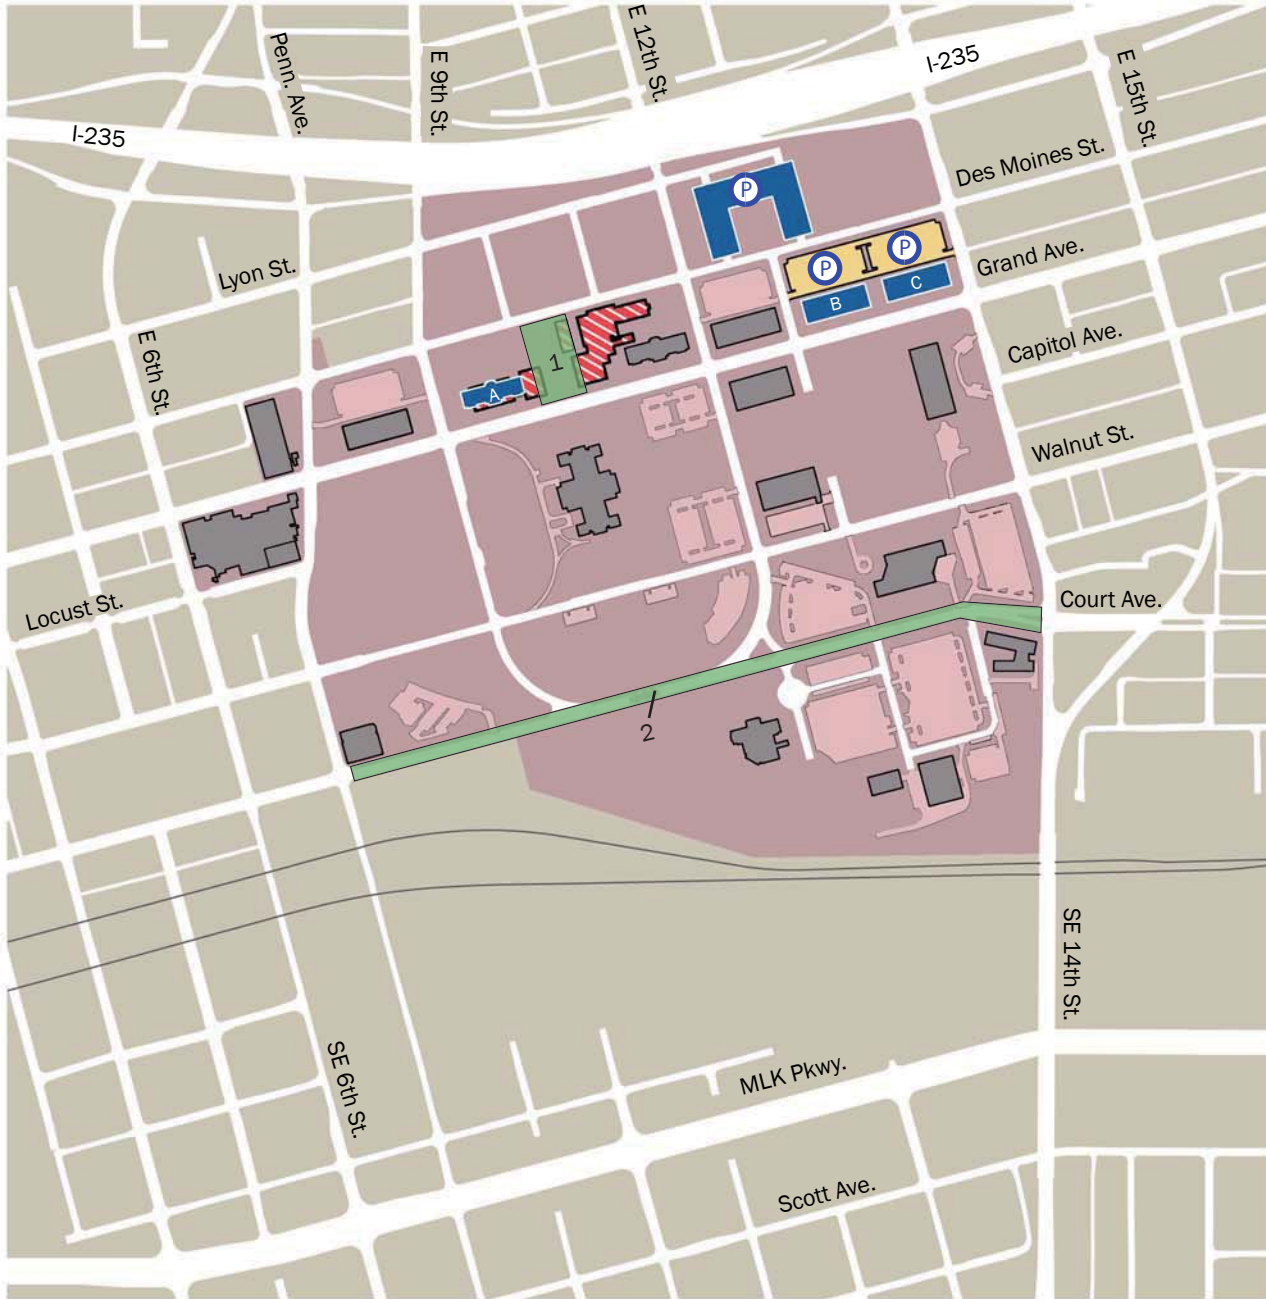 E 12th St.
Penn. Ave.
E 9th St.
I-235
E 15th St.
I-235
Des Moines St.
P
Lyon St.
Grand Ave.
P
P
C
B
E 6th St.
Capitol Ave.
1
A
Walnut St.
Locust St.
Court Ave.
2
SE 14th St.
SE 6th St.
MLK Pkwy.
Scott Ave.